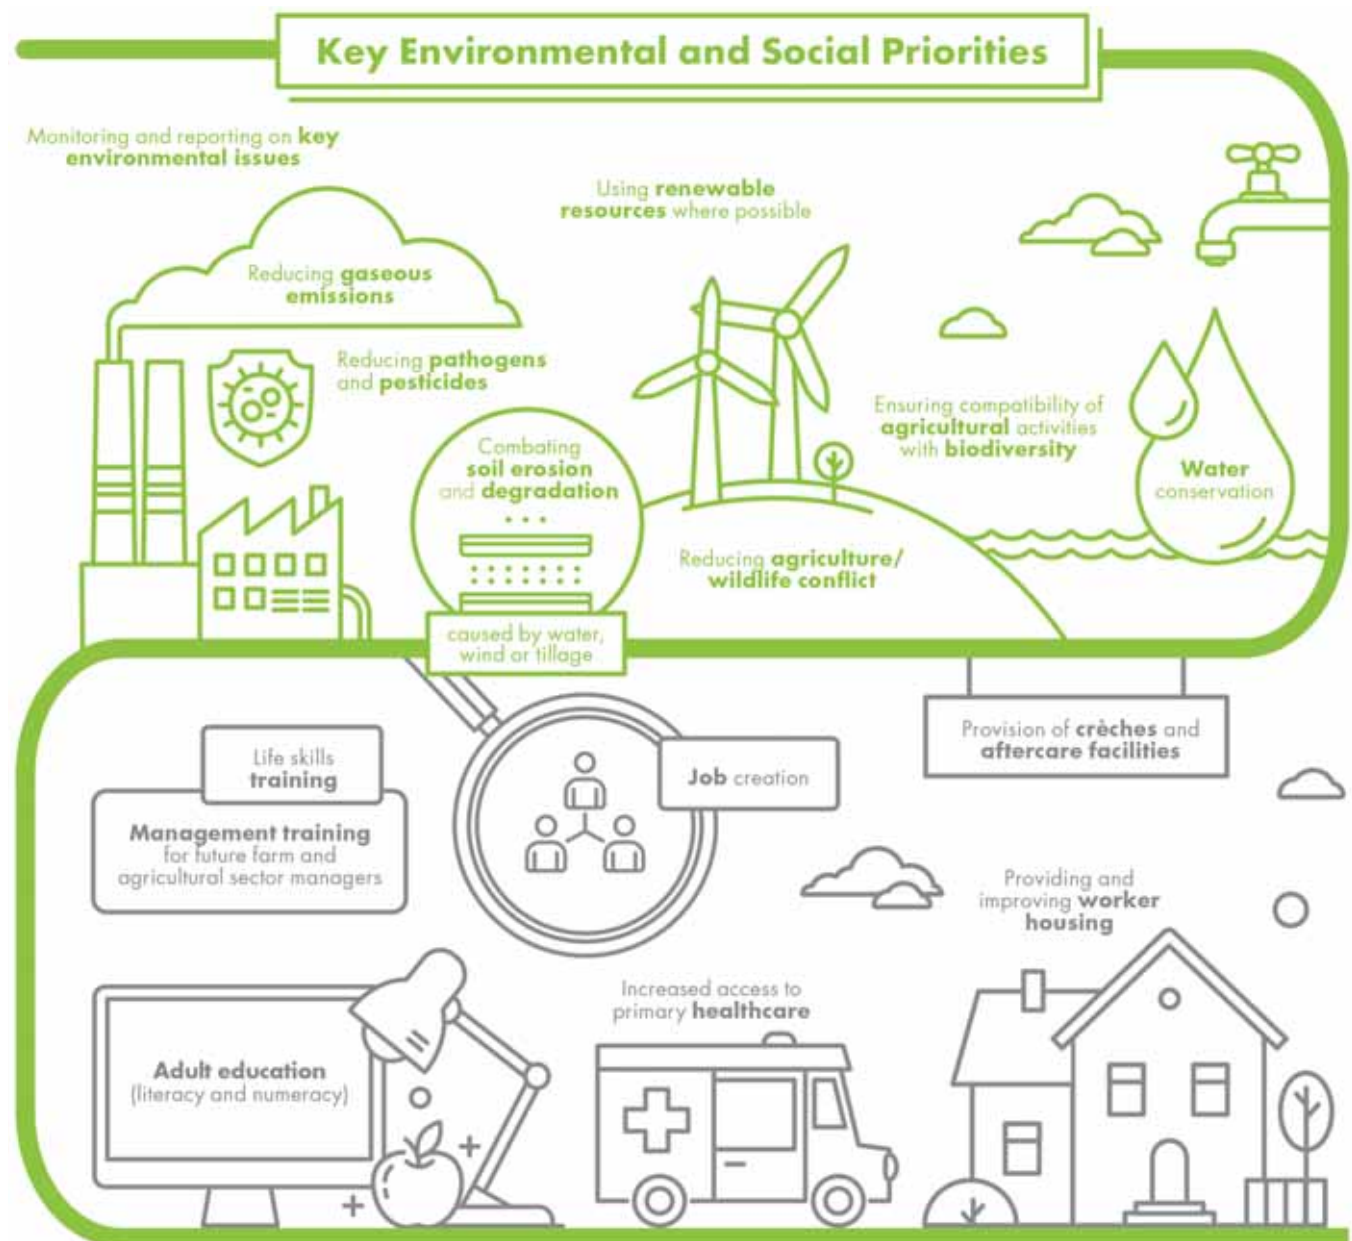 Key Environmental and Social Priorities
Monitoring and reporting on key
environmental issues
Using renewable
resources where possible
Reducing gaseous
emissions
Reducing pathogens
and pesticides
Combating
soil erosion
and degradation
caused by water,
wind or tillage
Ensuring compatibility of
agricultural activities
with biodiversity
Water
conservation
Reducing agriculture/
wildlife conflict
Life skills
training
Management training
for future farm and
agricultural sector managers
Job creation
Provision of crèches and
aftercare facilities
Providing and
improving worker
housing
Increased access to
primary healthcare
Adult education
(literacy and numeracy)